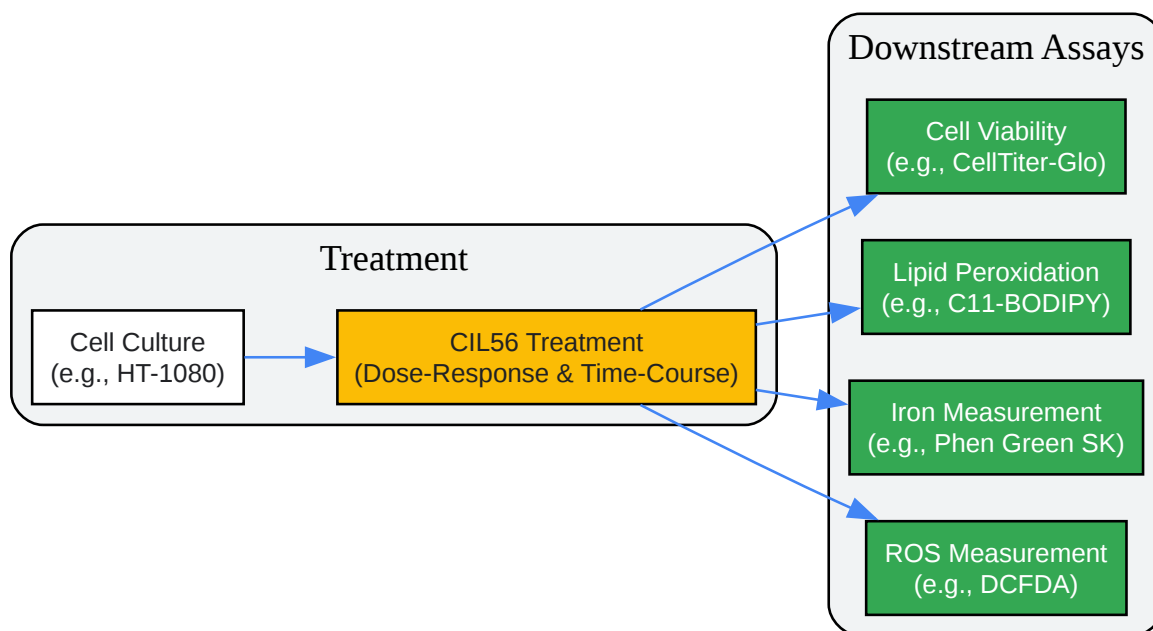 Treatment
Cell Culture
(e.g., HT-1080)
CIL56 Treatment
(Dose-Response & Time-Course)
Downstream Assays
Cell Viability
(e.g., CellTiter-Glo)
Lipid Peroxidation
(e.g., C11-BODIPY)
Iron Measurement
(e.g., Phen Green SK)
ROS Measurement
(e.g., DCFDA)